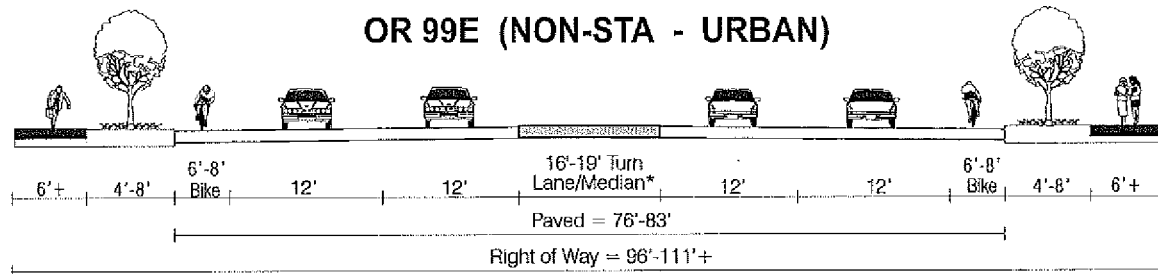 OR 99E (NON-STA - URBAN)
6'+ 4'-8' 6'-8' Bike 12' 12' 16'-19' Turn Lane/Median* 12' 12' 6'-8' Bike 4'-8' 6'+
Paved = 76'-83'
Right of Way = 96'-111'+